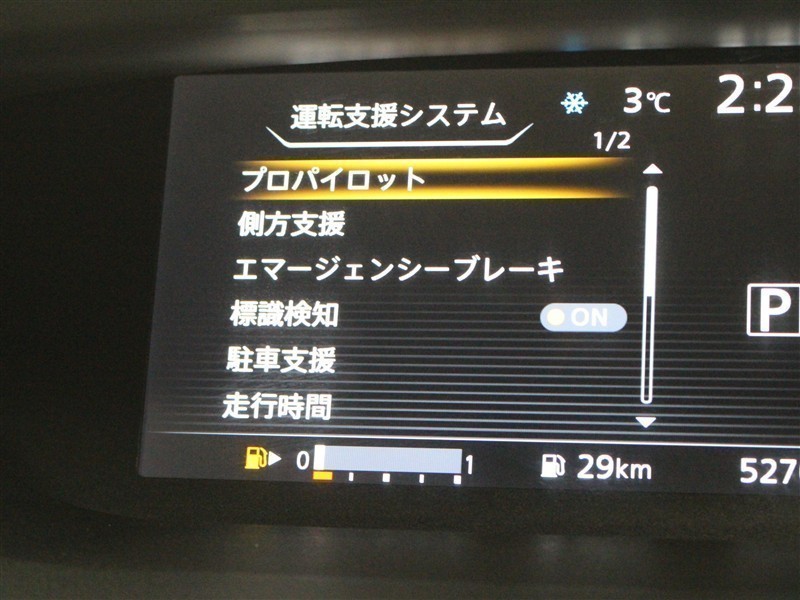 運転支援システム
3℃
2:2
1/2
プロパイロット
側方支援
エマージェンシーブレーキ
標識検知 ON
P
駐車支援
走行時間
0 1 29km 527